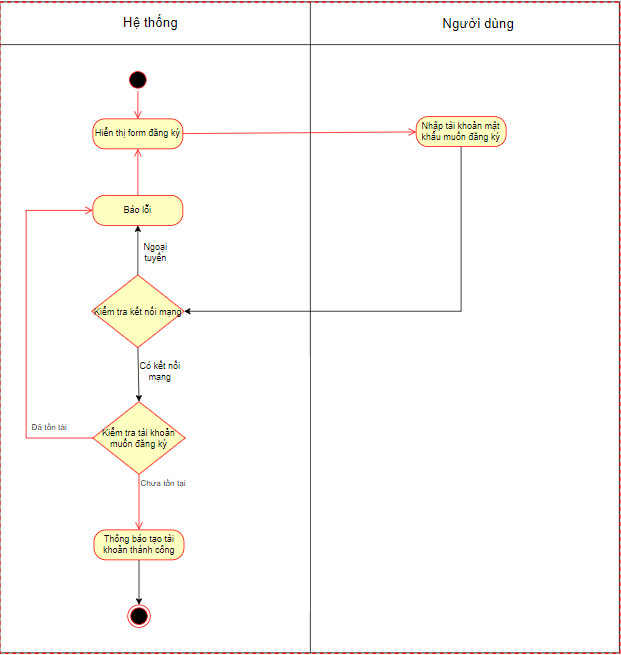 Hệ thống
Người dùng
Hiển thị form đăng ký
Nhập tài khoản mật
khẩu muốn đăng ký
Báo lỗi
Ngoại
tuyến
Kiểm tra kết nối mạng
Có kết nối
mạng
Đã tồn tài
Kiểm tra tài khoản
muốn đăng ký
Chưa tồn tại
Thông báo tạo tài
khoản thành công